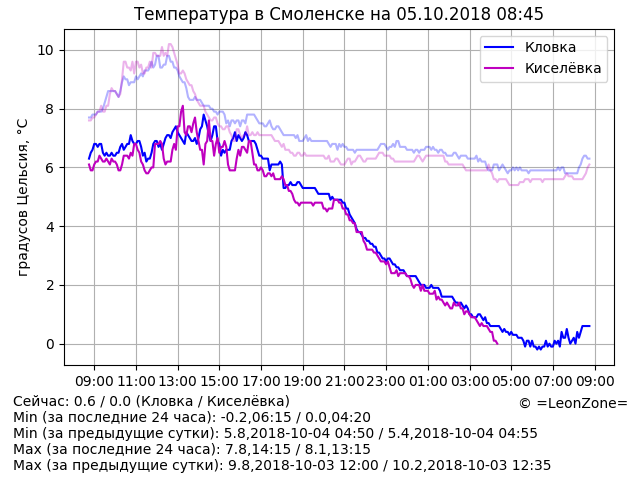 Температура в Смоленске на 05.10.2018 08:45
Кловка
Киселёвка
градусов Цельсия, °C
10
8
6
4
2
0
09:00 11:00 13:00 15:00 17:00 19:00 21:00 23:00 01:00 03:00 05:00 07:00 09:00
Сейчас: 0.6 / 0.0 (Кловка / Киселёвка)
© =LeonZone=
Min (за последние 24 часа): -0.2,06:15 / 0.0,04:20
Min (за предыдущие сутки): 5.8,2018-10-04 04:50 / 5.4,2018-10-04 04:55
Max (за последние 24 часа): 7.8,14:15 / 8.1,13:15
Max (за предыдущие сутки): 9.8,2018-10-03 12:00 / 10.2,2018-10-03 12:35